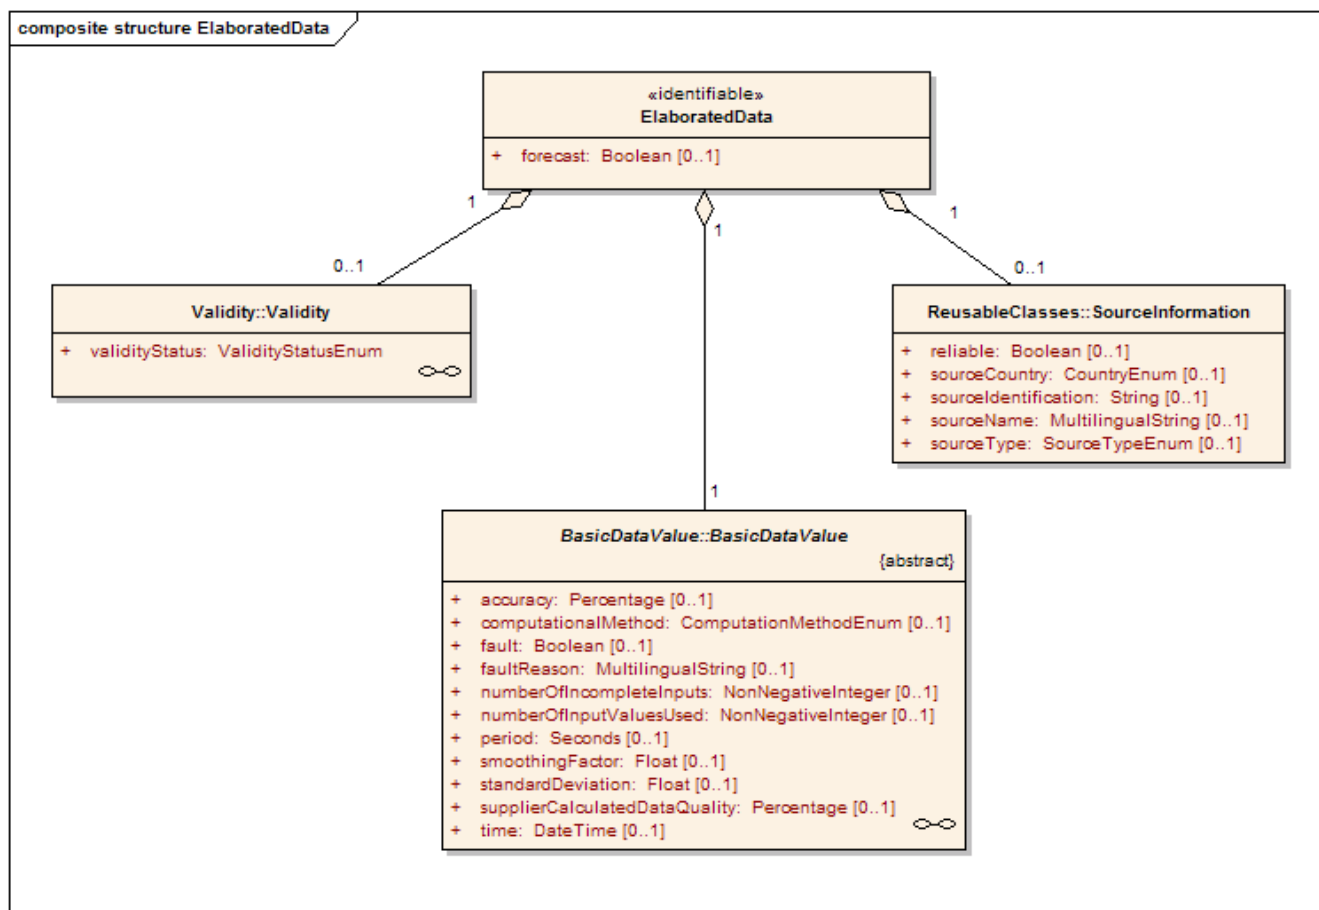 composite structure ElaboratedData
«identifiable»
ElaboratedData
+ forecast: Boolean [0..1]
1
1
1
0..1
0..1
Validity::Validity
+ validityStatus: ValidityStatusEnum
ReusableClasses::SourceInformation
+ reliable: Boolean [0..1]
+ sourceCountry: CountryEnum [0..1]
+ sourceIdentification: String [0..1]
+ sourceName: MultilingualString [0..1]
+ sourceType: SourceTypeEnum [0..1]
1
BasicDataValue::BasicDataValue
{abstract}
+ accuracy: Percentage [0..1]
+ computationalMethod: ComputationMethodEnum [0..1]
+ fault: Boolean [0..1]
+ faultReason: MultilingualString [0..1]
+ numberOfIncompleteInputs: NonNegativeInteger [0..1]
+ numberOfInputValuesUsed: NonNegativeInteger [0..1]
+ period: Seconds [0..1]
+ smoothingFactor: Float [0..1]
+ standardDeviation: Float [0..1]
+ supplierCalculatedDataQuality: Percentage [0..1]
+ time: DateTime [0..1]